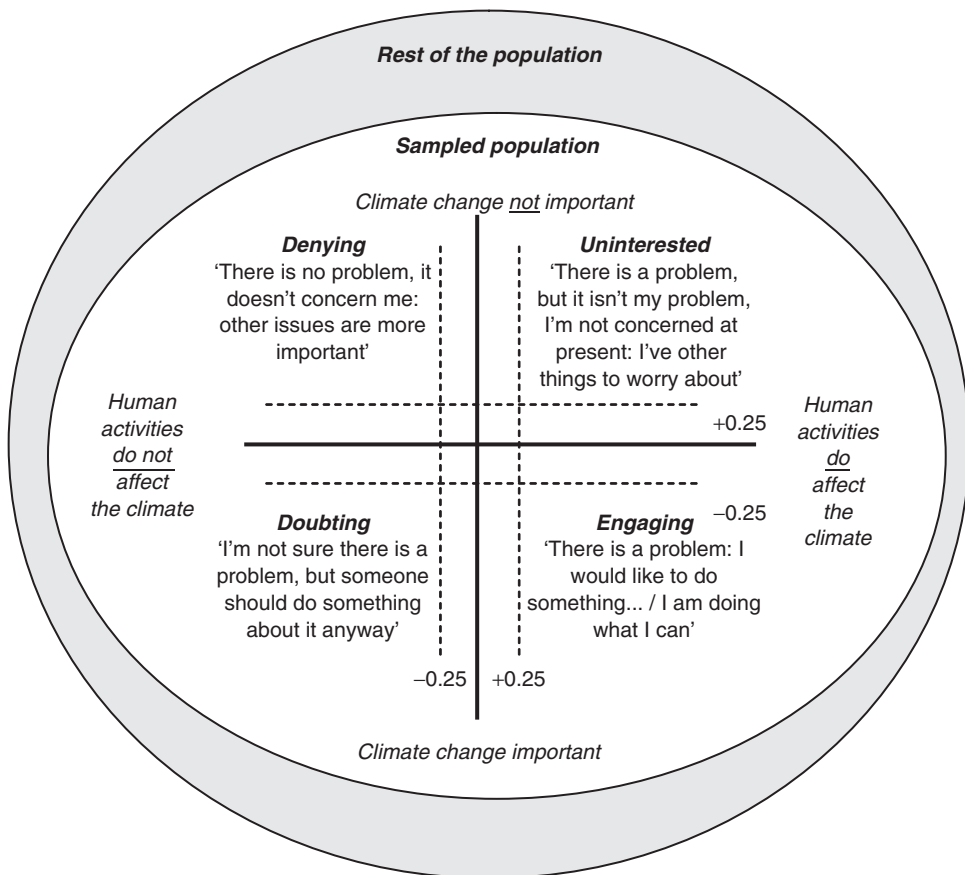 Rest of the population
Sampled population
Climate change not important
Denying
‘There is no problem, it
doesn’t concern me:
other issues are more
important’
Uninterested
‘There is a problem,
but it isn’t my problem,
I’m not concerned at
present: I’ve other
things to worry about’
Human
activities
do not
affect
the climate
+0.25
−0.25
Human
activities
do
affect
the
climate
Doubting
‘I’m not sure there is a
problem, but someone
should do something
about it anyway’
Engaging
‘There is a problem: I
would like to do
something... / I am doing
what I can’
−0.25
+0.25
Climate change important